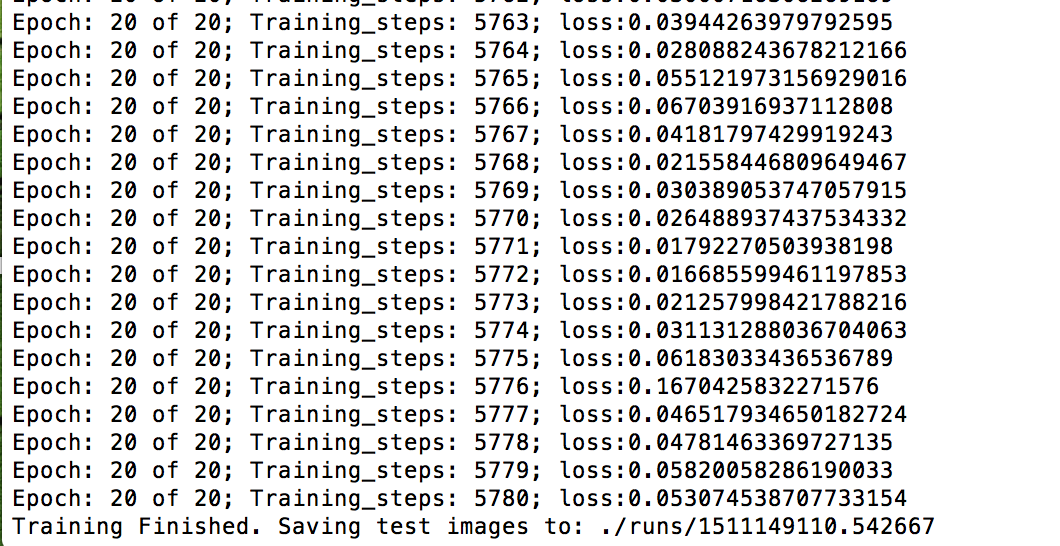 Epoch: 20 of 20; Training_steps: 5763; loss:0.03944263979792595
Epoch: 20 of 20; Training_steps: 5764; loss:0.028088243678212166
Epoch: 20 of 20; Training_steps: 5765; loss:0.055121973156929016
Epoch: 20 of 20; Training_steps: 5766; loss:0.06703916937112808
Epoch: 20 of 20; Training_steps: 5767; loss:0.04181797429919243
Epoch: 20 of 20; Training_steps: 5768; loss:0.021558446809649467
Epoch: 20 of 20; Training_steps: 5769; loss:0.030389053747057915
Epoch: 20 of 20; Training_steps: 5770; loss:0.026488937437534332
Epoch: 20 of 20; Training_steps: 5771; loss:0.01792270503938198
Epoch: 20 of 20; Training_steps: 5772; loss:0.016685599461197853
Epoch: 20 of 20; Training_steps: 5773; loss:0.021257998421788216
Epoch: 20 of 20; Training_steps: 5774; loss:0.031131288036704063
Epoch: 20 of 20; Training_steps: 5775; loss:0.06183033436536789
Epoch: 20 of 20; Training_steps: 5776; loss:0.1670425832271576
Epoch: 20 of 20; Training_steps: 5777; loss:0.046517934650182724
Epoch: 20 of 20; Training_steps: 5778; loss:0.04781463369727135
Epoch: 20 of 20; Training_steps: 5779; loss:0.05820058286190033
Epoch: 20 of 20; Training_steps: 5780; loss:0.053074538707733154
Training Finished. Saving test images to: ./runs/1511149110.542667